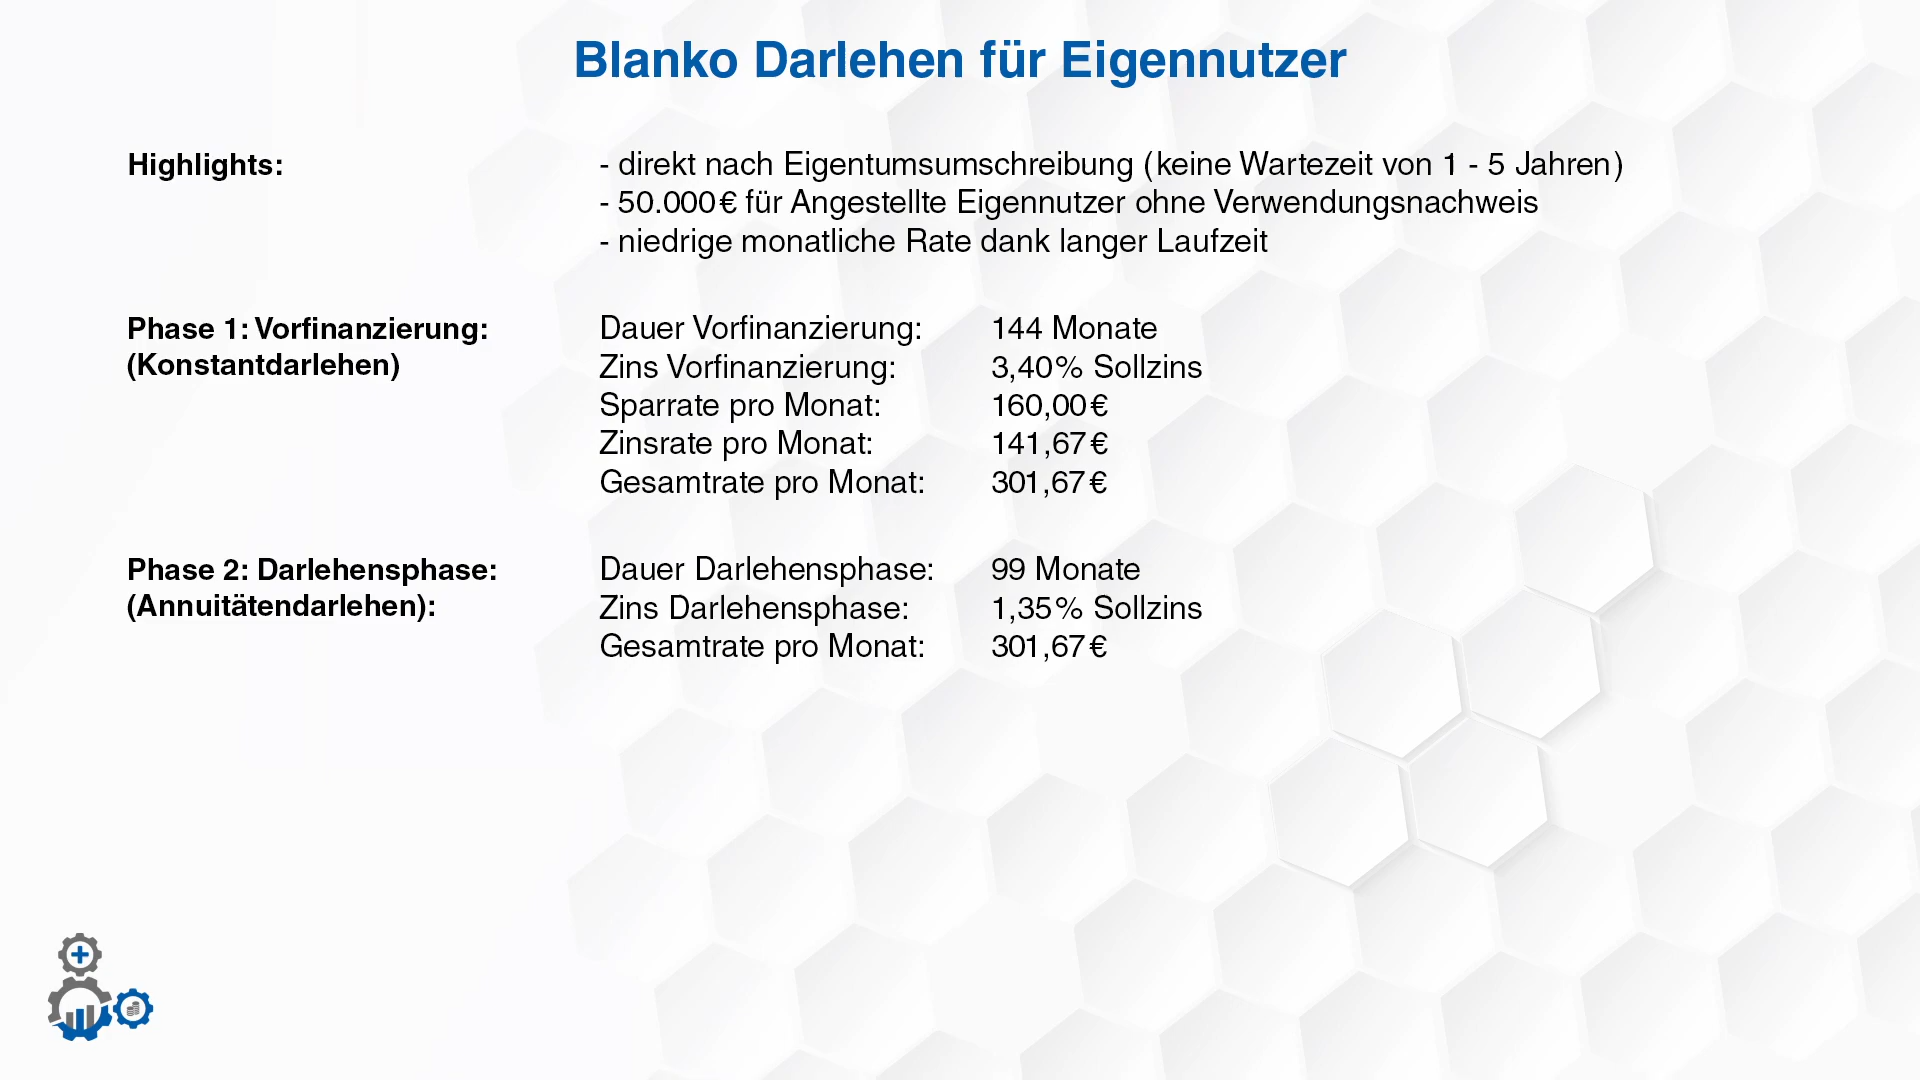 Blanko Darlehen für Eigennutzer
Highlights:
- direkt nach Eigentumsumschreibung (keine Wartezeit von 1 - 5 Jahren)
- 50.000€ für Angestellte Eigennutzer ohne Verwendungsnachweis
- niedrige monatliche Rate dank langer Laufzeit
Phase 1: Vorfinanzierung:
(Konstantdarlehen)
Dauer Vorfinanzierung: 144 Monate
Zins Vorfinanzierung: 3,40% Sollzins
Sparrate pro Monat: 160,00€
Zinsrate pro Monat: 141,67€
Gesamtrate pro Monat: 301,67€
Phase 2: Darlehensphase:
(Annuitätendarlehen):
Dauer Darlehensphase: 99 Monate
Zins Darlehensphase: 1,35% Sollzins
Gesamtrate pro Monat: 301,67€